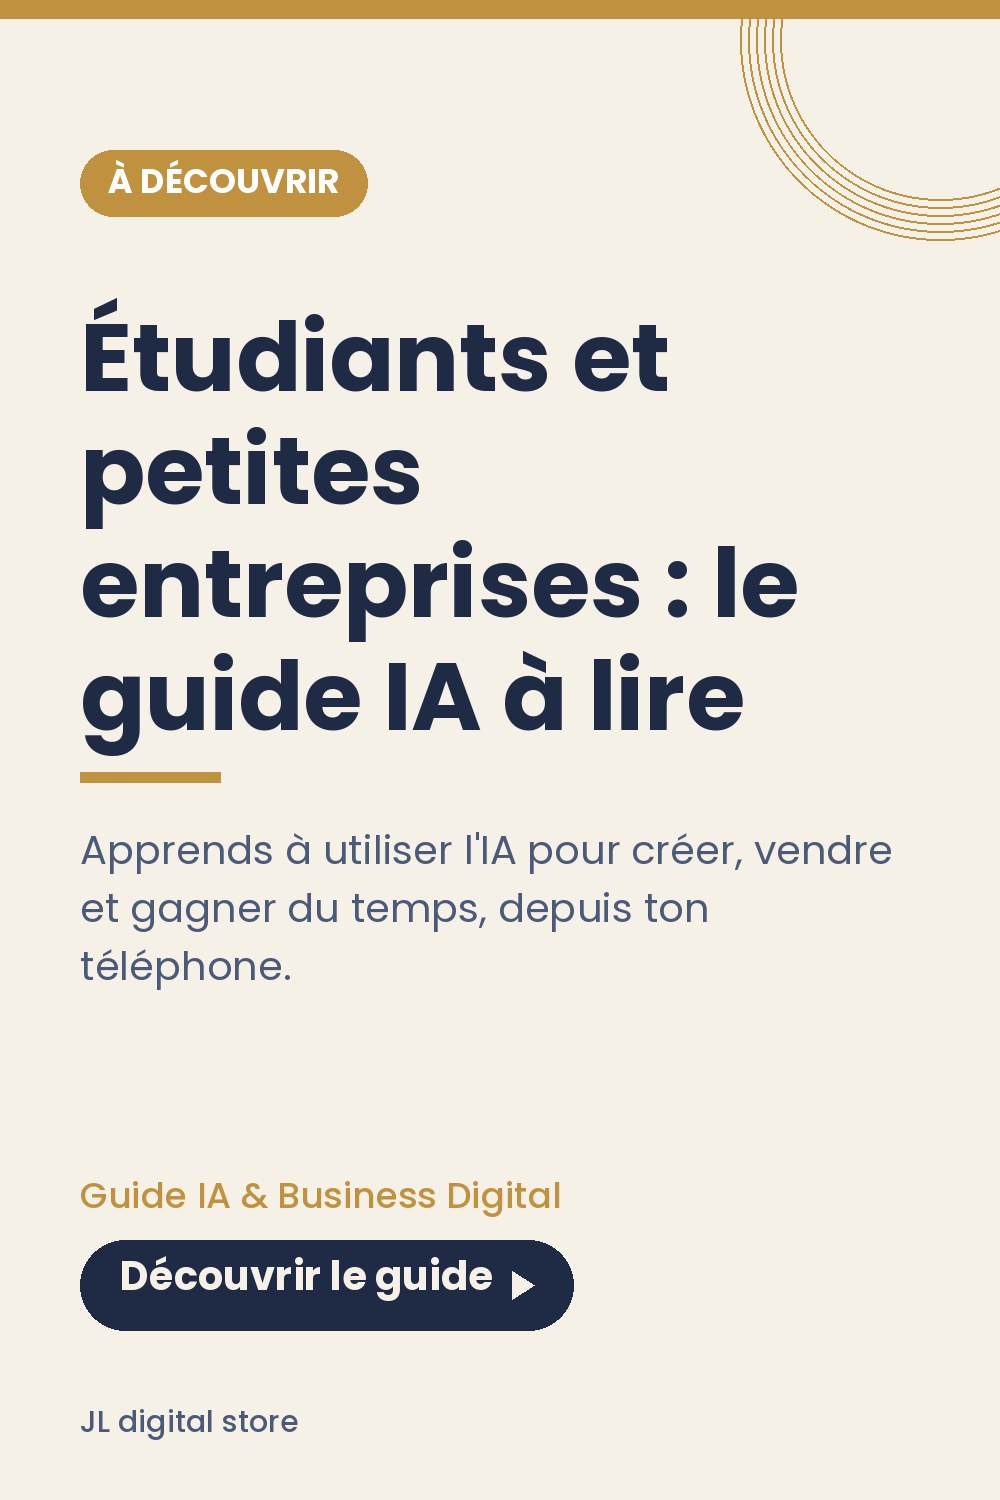 À DÉCOUVRIR
Étudiants et
petites
entreprises : le
guide IA à lire
Apprends à utiliser l'IA pour créer, vendre
et gagner du temps, depuis ton
téléphone.
Guide IA & Business Digital
Découvrir le guide
JL digital store